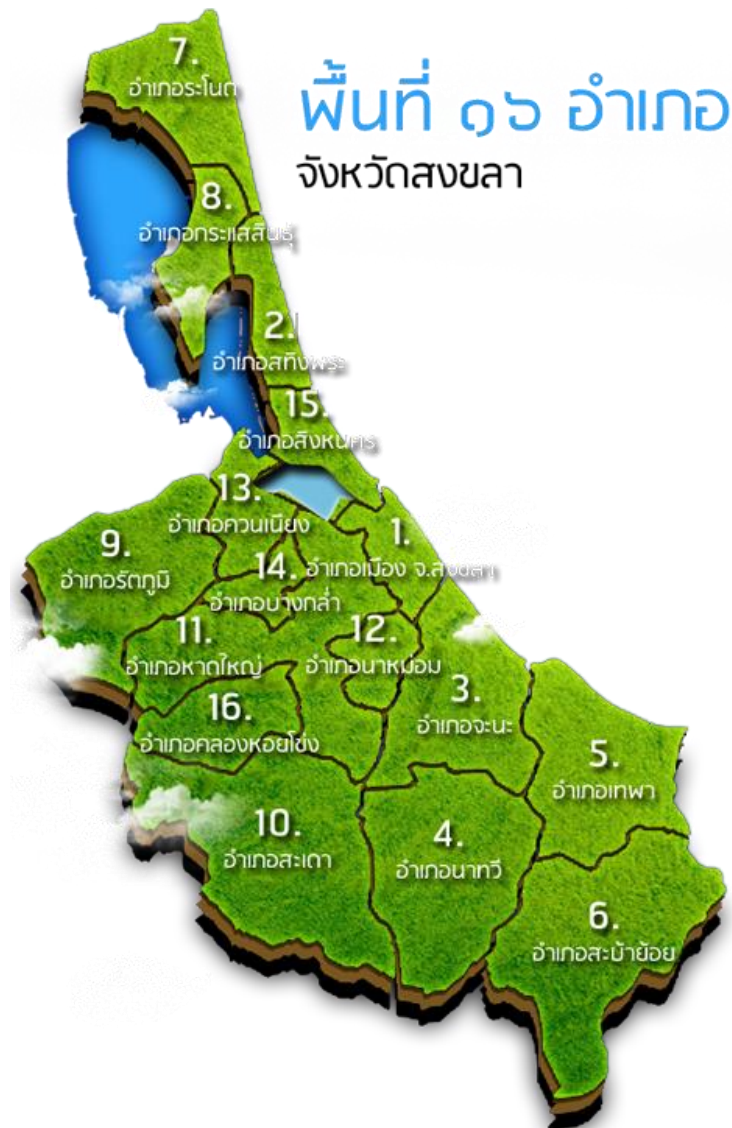 พื้นที่ ๑๖ อำเภอ
จังหวัดสงขลา
7.
อำเภอระโนด
8.
อำเภอกระแสสินธุ์
2.
อำเภอสทิงพระ
15.
อำเภอสิงหนคร
13.
อำเภอควนเนียง
1.
อำเภอเมือง จ.สงขลา
9.
อำเภอรัตภูมิ
14.
อำเภอบางกล่ำ
11.
อำเภอหาดใหญ่
12.
อำเภอนาหม่อม
3.
อำเภอจะนะ
16.
อำเภอคลองหอยโข่ง
5.
อำเภอเทพา
10.
อำเภอสะเดา
4.
อำเภอนาทวี
6.
อำเภอสะบ้าย้อย